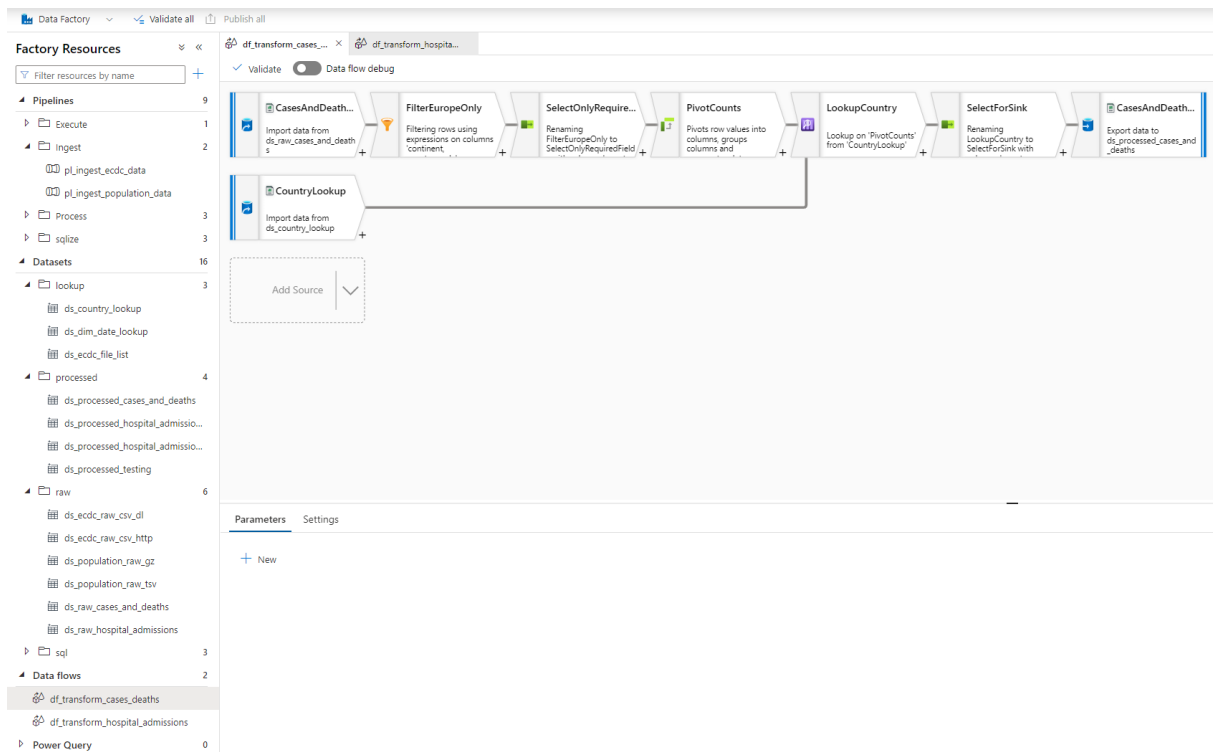 Data Factory Validate all Publish all
Factory Resources
Filter resources by name
Pipelines 9
Execute 1
Ingest 2
pl_ingest_ecdc_data
pl_ingest_population_data
Process 3
sqlize 3
Datasets 16
lookup 3
ds_country_lookup
ds_dim_date_lookup
ds_ecdc_file_list
processed 4
ds_processed_cases_and_deaths
ds_processed_hospital_admissio...
ds_processed_hospital_admissio...
ds_processed_testing
raw 6
ds_ecdc_raw_csv_dl
ds_ecdc_raw_csv_http
ds_population_raw_gz
ds_population_raw_tsv
ds_raw_cases_and_deaths
ds_raw_hospital_admissions
sql 3
Data flows 2
df_transform_cases_deaths
df_transform_hospital_admissions
Power Query 0
df_transform_cases_... df_transform_hospita...
Validate Data flow debug
CasesAndDeath...
Import data from
ds_raw_cases_and_death
s
FilterEuropeOnly
Filtering rows using
expressions on columns
'continent,
SelectOnlyRequire...
Renaming
FilterEuropeOnly to
SelectOnlyRequiredField
PivotCounts
Pivots row values into
columns, groups
columns and
LookupCountry
Lookup on 'PivotCounts'
from 'CountryLookup'
SelectForSink
Renaming
LookupCountry to
SelectForSink with
CasesAndDeath...
Export data to
ds_processed_cases_and
_deaths
CountryLookup
Import data from
ds_country_lookup
Add Source
Parameters Settings
New